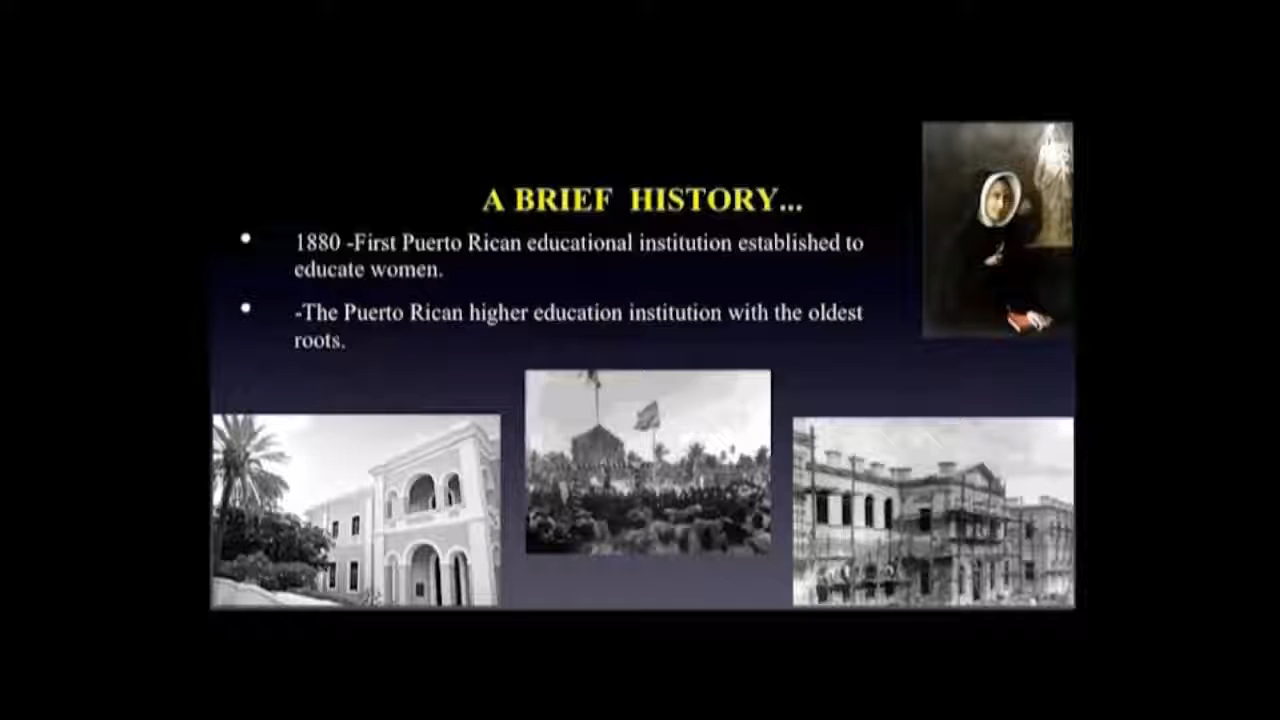 A BRIEF HISTORY...
• 1880 -First Puerto Rican educational institution established to
educate women.
• -The Puerto Rican higher education institution with the oldest
roots.